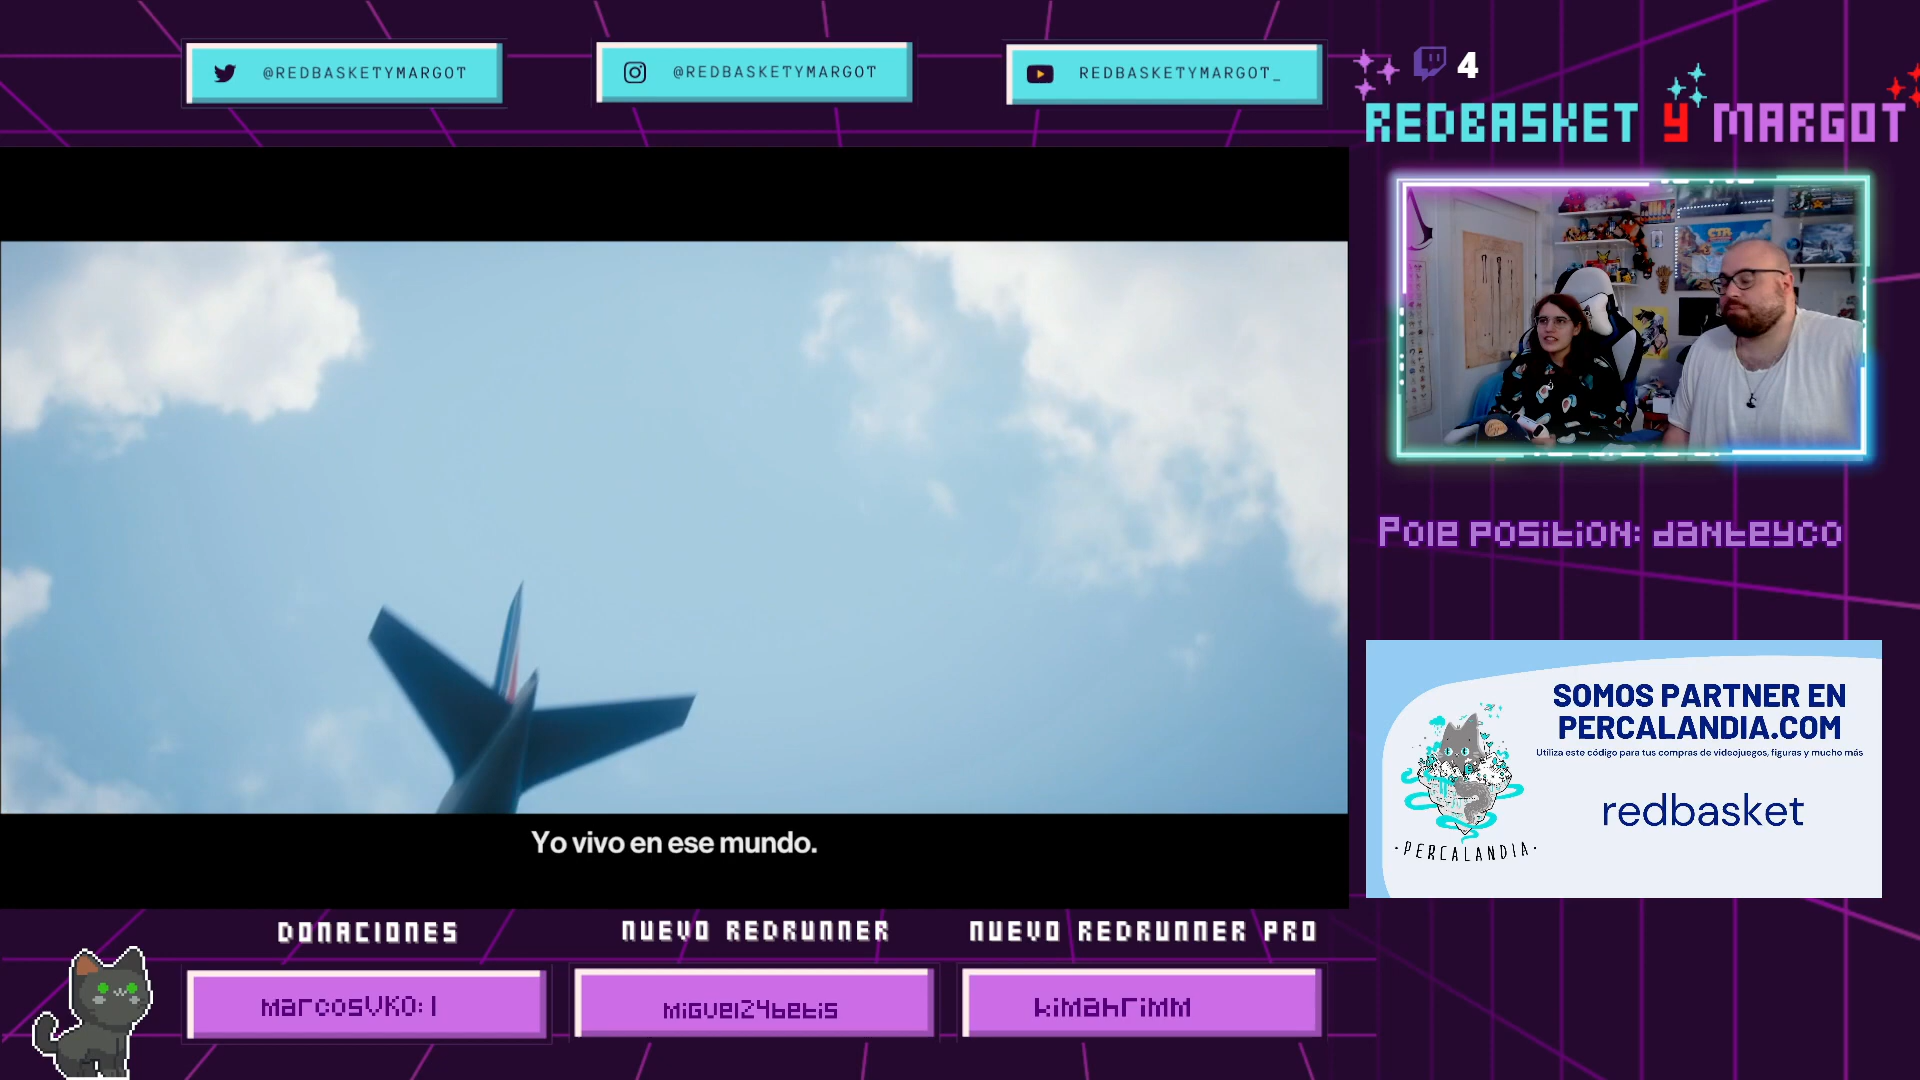 @REDBASKETYMARGOT
@REDBASKETYMARGOT
REDBASKETYMARGOT_
4
REDBASKET Y MARGOT
Pole Position: danteyco
SOMOS PARTNER EN
PERCALANDIA.COM
Utiliza este código para tus compras de videojuegos, figuras y mucho más
redbasket
·PERCALANDIA·
Yo vivo en ese mundo.
DONACIONES
NUEVO REDRUNNER
NUEVO REDRUNNER PRO
marcosVKO: 1
miguel24betis
kimahrimm